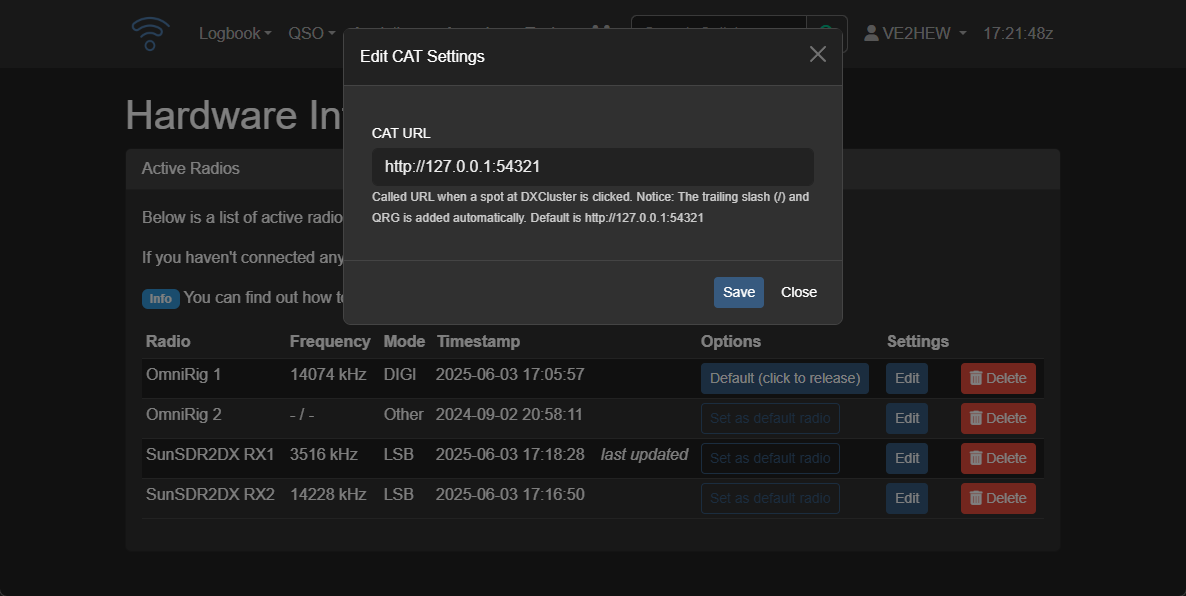 Logbook QSO
VE2HEW 17:21:48z
Edit CAT Settings
Hardware
Active Radios
CAT URL
http://127.0.0.1:54321
Called URL when a spot at DXCluster is clicked. Notice: The trailing slash (/) and
QRG is added automatically. Default is http://127.0.0.1:54321
Below is a list of active radio
If you haven't connected any
Info You can find out how
Save Close
Radio Frequency Mode Timestamp Options Settings
OmniRig 1 14074 kHz DIGI 2025-06-03 17:05:57 Default (click to release) Edit Delete
OmniRig 2 - / - Other 2024-09-02 20:58:11 Set as default radio Edit Delete
SunSDR2DX RX1 3516 kHz LSB 2025-06-03 17:18:28 last updated Set as default radio Edit Delete
SunSDR2DX RX2 14228 kHz LSB 2025-06-03 17:16:50 Set as default radio Edit Delete